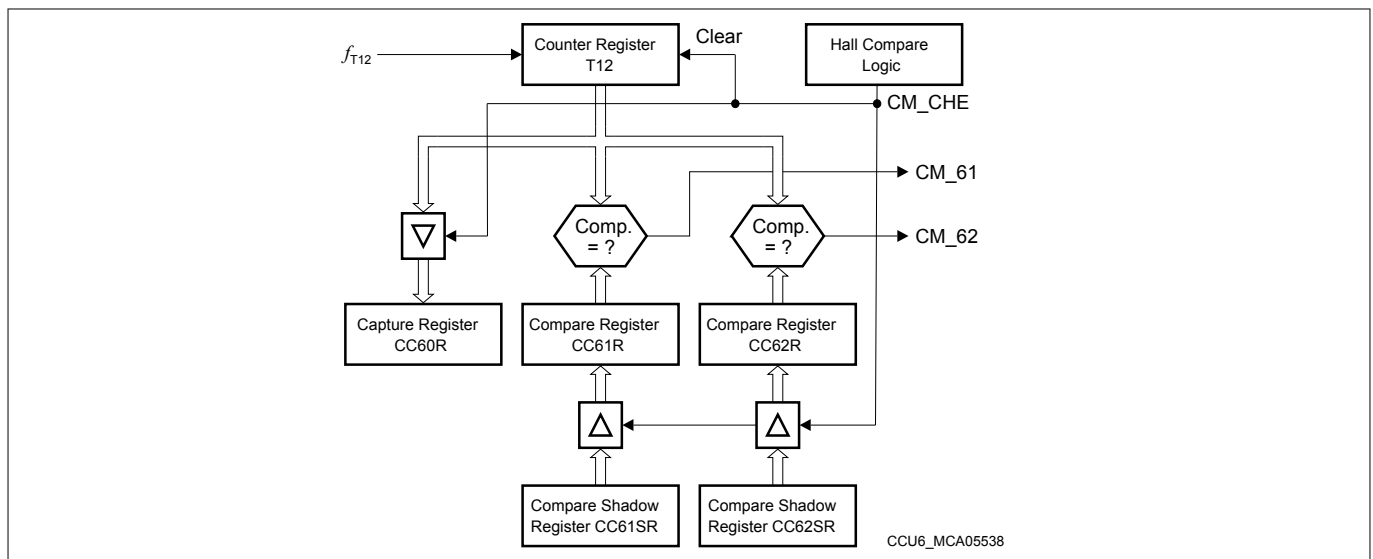 Counter Register
T12
Clear
Hall Compare
Logic
fT12
CM_CHE
CM_61
Comp.
= ?
Comp.
= ?
CM_62
Capture Register
CC60R
Compare Register
CC61R
Compare Register
CC62R
Compare Shadow
Register CC61SR
Compare Shadow
Register CC62SR
CCU6_MCA05538